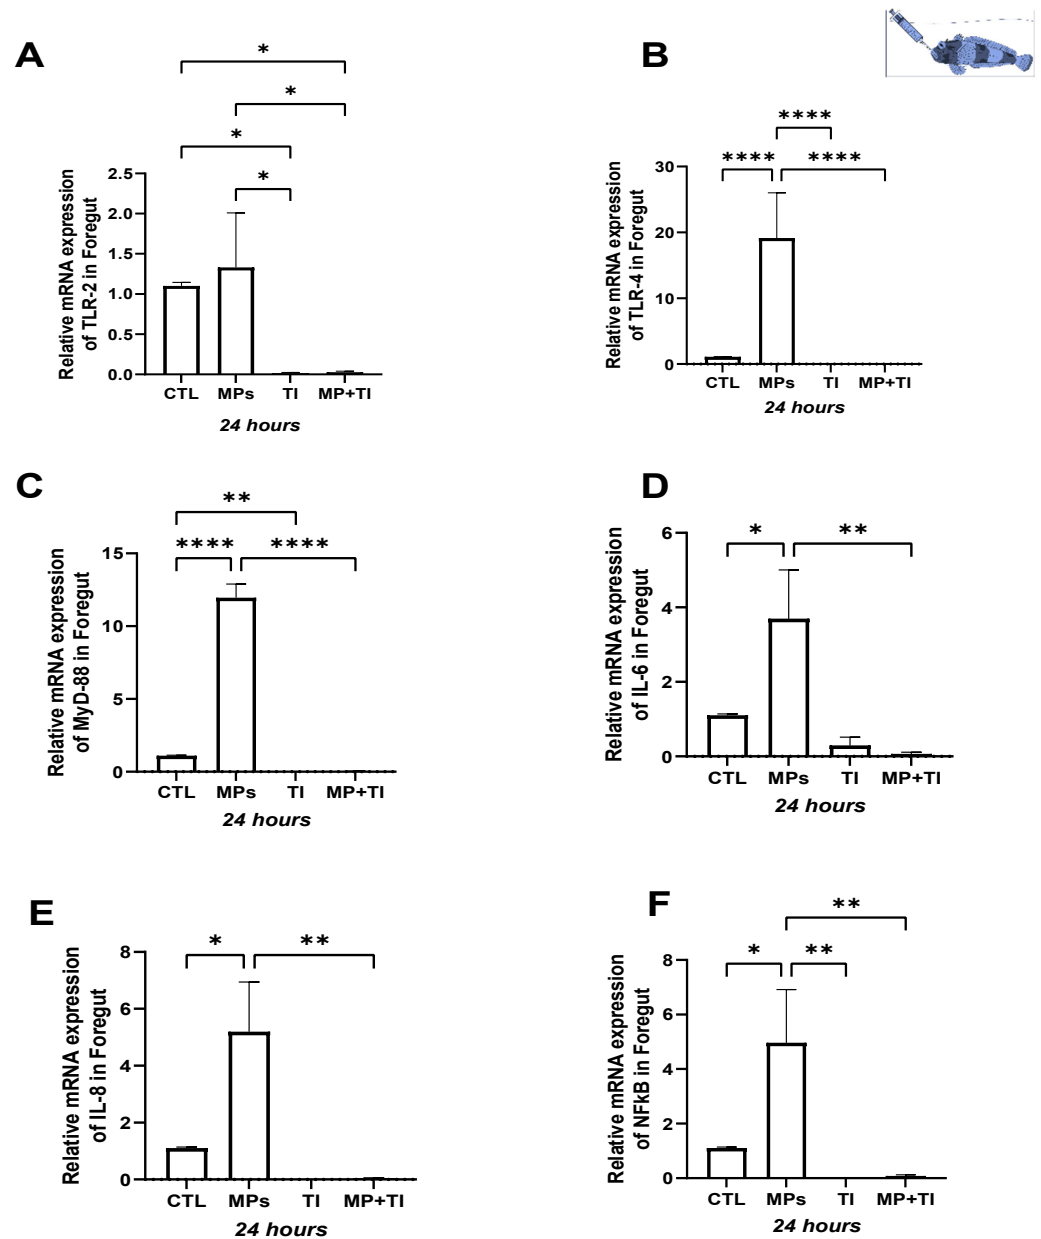 A
*
*
*
*
Relative mRNA expression
of TLR-2 in Foregut
2.5
2.0
1.5
1.0
0.5
0.0
CTL MPs TI MP+TI
24 hours
B
****
**** ****
Relative mRNA expression
of TLR-4 in Foregut
30
20
10
0
CTL MPs TI MP+TI
24 hours
C
**
**** ****
Relative mRNA expression
of MyD-88 in Foregut
15
10
5
0
CTL MPs TI MP+TI
24 hours
D
* **
Relative mRNA expression
of IL-6 in Foregut
6
4
2
0
CTL MPs TI MP+TI
24 hours
E
* **
Relative mRNA expression
of IL-8 in Foregut
8
6
4
2
0
CTL MPs TI MP+TI
24 hours
F
**
* **
Relative mRNA expression
of NFkB in Foregut
8
6
4
2
0
CTL MPs TI MP+TI
24 hours